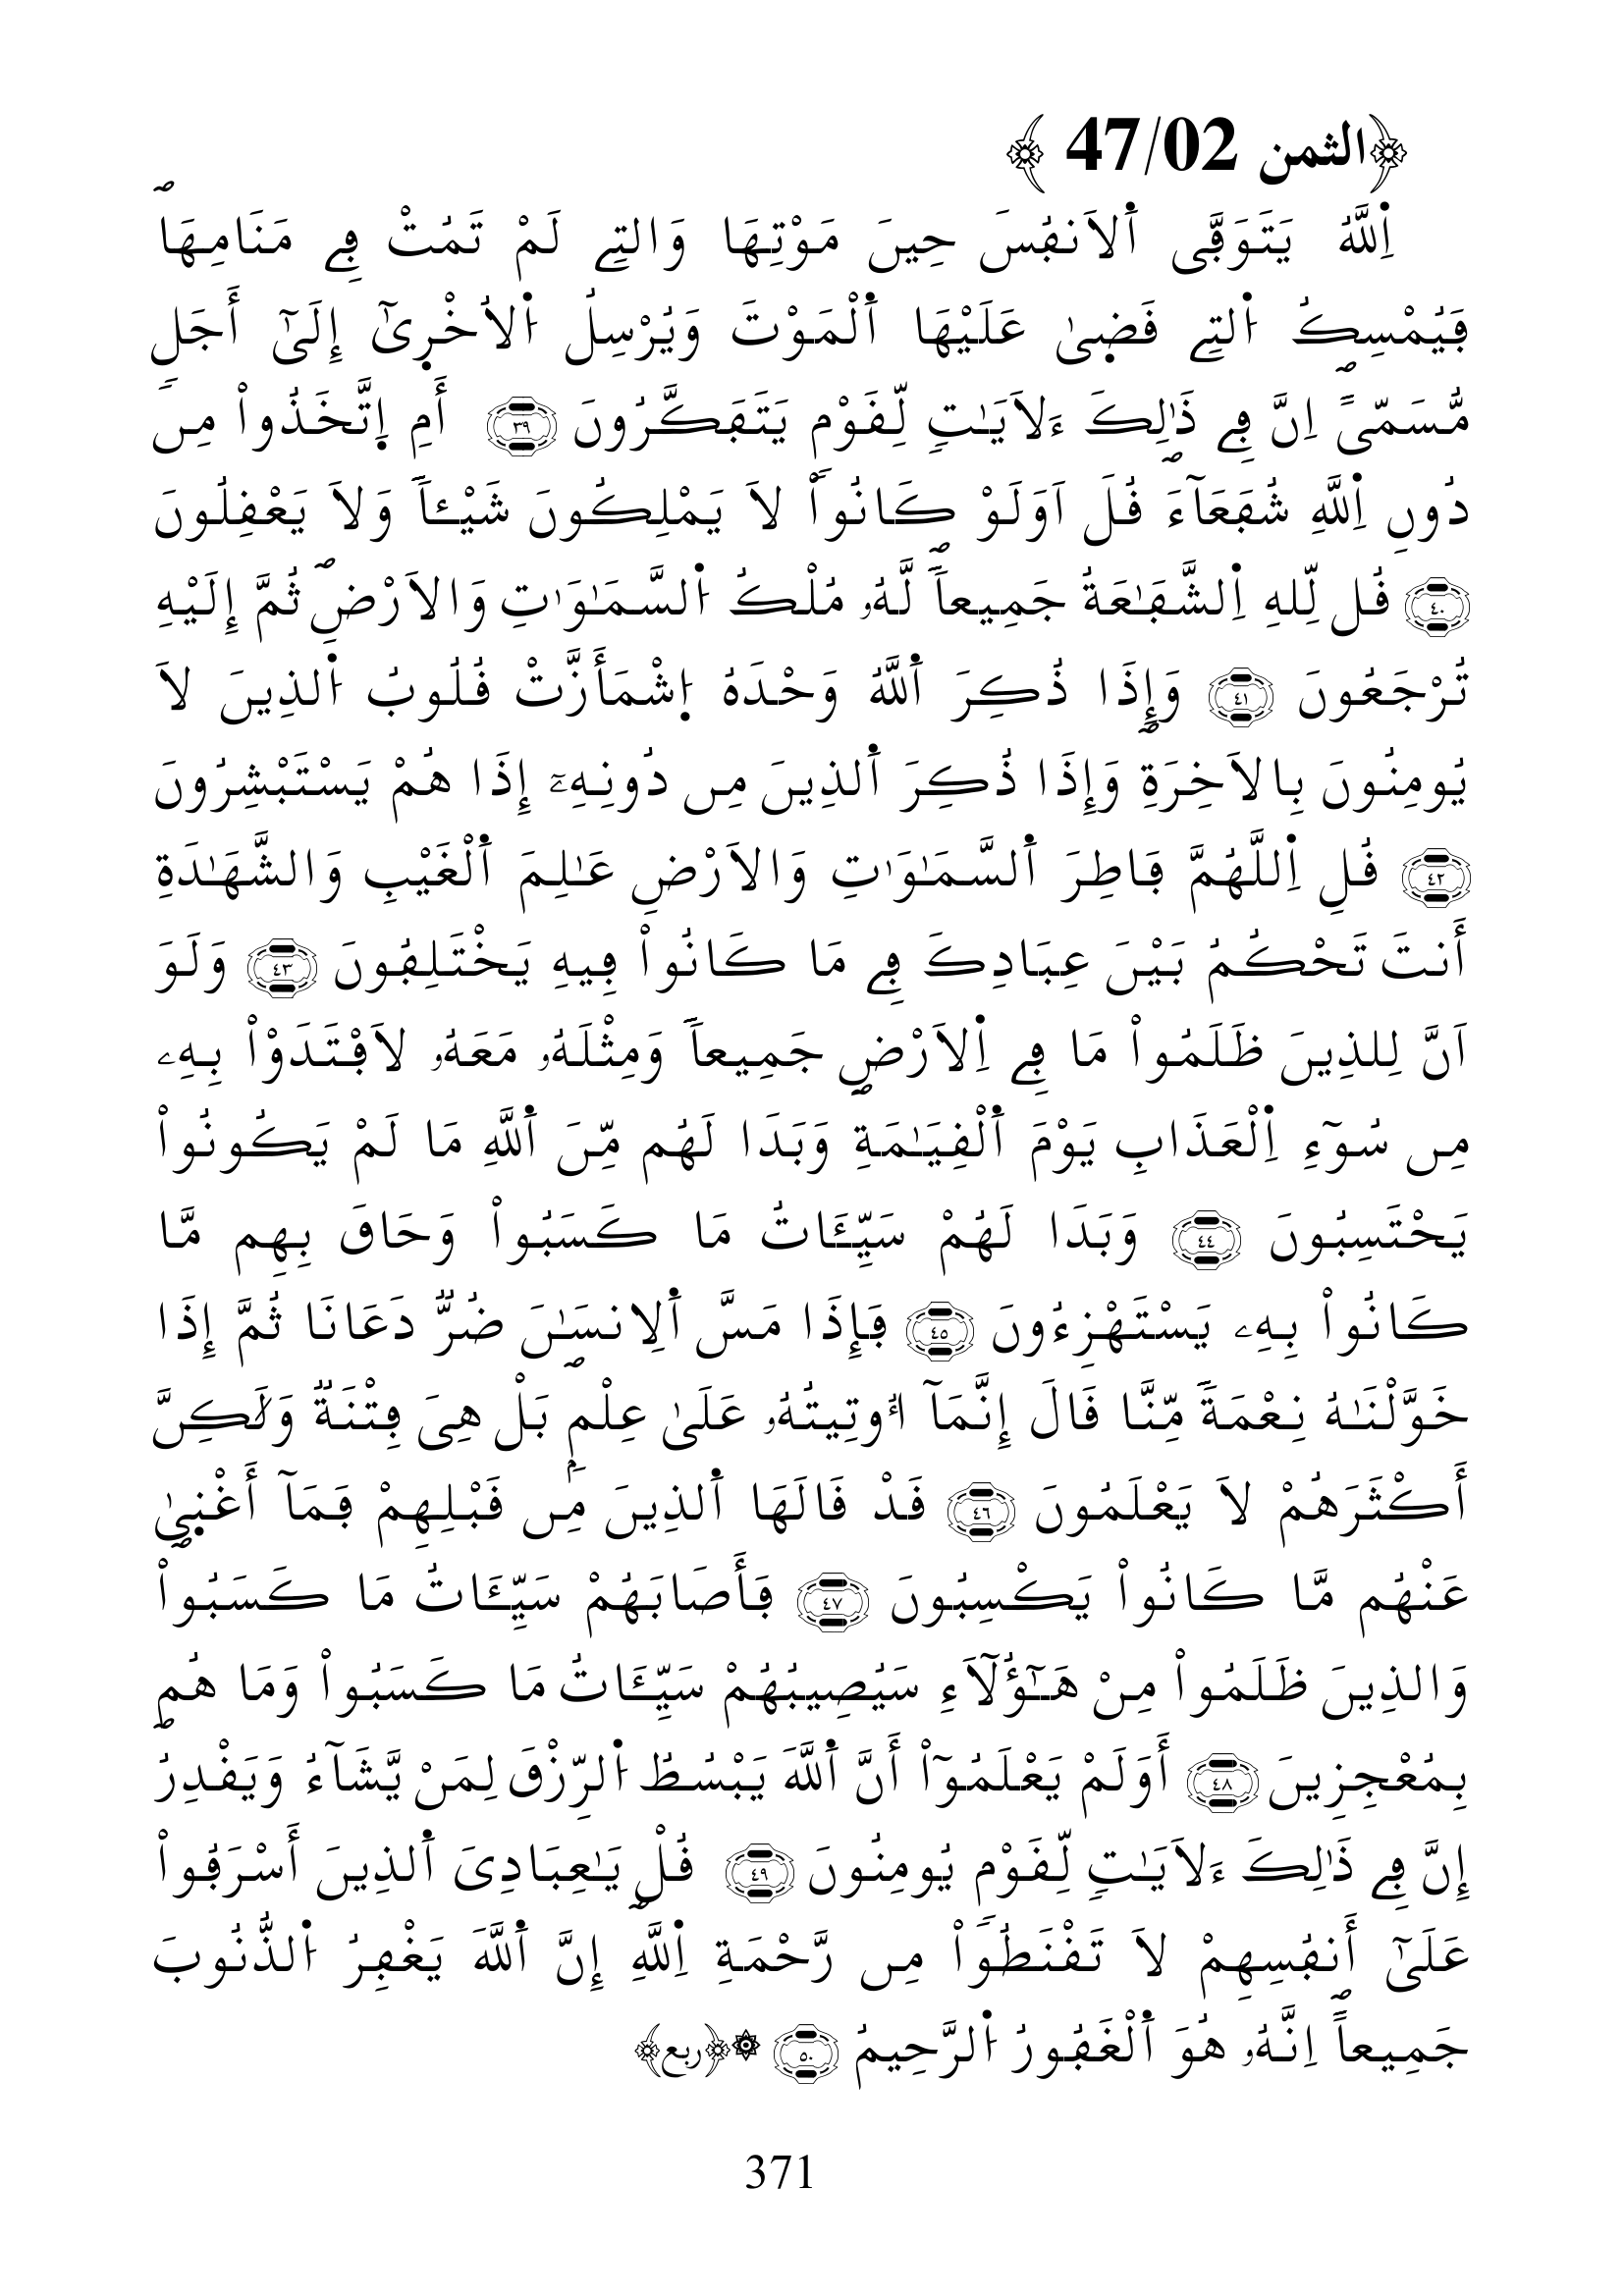 ﴿الثمن 47/02 ﴾
اِ۬للَّهُ يَتَوَفَّى اَ۬لَانفُسَ حِينَ مَوْتِهَا وَالتِے لَمْ تَمُتْ فِے مَنَامِهَاۖ
فَيُمْسِكُ اُ۬لتِے قَض۪ىٰ عَلَيْهَا اَ۬لْمَوْتَ وَيُرْسِلُ اُ۬لُاخْر۪ىٰٓ إِلَىٰٓ أَجَلٖ
مُّسَمّىًۖ اِنَّ فِے ذَٰلِكَ ءَلَايَٰتٖ لِّقَوْمٖ يَتَفَكَّرُونَ ٣٩ أَمِ اِ۪تَّخَذُواْ مِن
دُونِ اِ۬للَّهِ شُفَعَآءَۖ قُلَ اَوَلَوْ كَانُواْ لَا يَمْلِكُونَ شَيْـٔاٗ وَلَا يَعْقِلُونَ
٤٠ قُل لِّلهِ اِ۬لشَّفَٰعَةُ جَمِيعاٗۖ لَّهُۥ مُلْكُ اُ۬لسَّمَٰوَٰتِ وَالَارْضِۖ ثُمَّ إِلَيْهِ
تُرْجَعُونَ ٤١ وَإِذَا ذُكِرَ اَ۬للَّهُ وَحْدَهُ اُ۪شْمَأَزَّتْ قُلُوبُ اُ۬لذِينَ لَا
يُومِنُونَ بِالَاخِرَةِۖ وَإِذَا ذُكِرَ اَ۬لذِينَ مِن دُونِهِۦٓ إِذَا هُمْ يَسْتَبْشِرُونَ
٤٢ قُلِ اِ۬للَّهُمَّ فَاطِرَ اَ۬لسَّمَٰوَٰتِ وَالَارْضِ عَٰلِمَ اَ۬لْغَيْبِ وَالشَّهَٰدَةِ
أَنتَ تَحْكُمُ بَيْنَ عِبَادِكَ فِے مَا كَانُواْ فِيهِ يَخْتَلِفُونَ ٤٣ وَلَوَ
اَنَّ لِلذِينَ ظَلَمُواْ مَا فِے اِ۬لَارْضِ جَمِيعاٗ وَمِثْلَهُۥ مَعَهُۥ لَافْتَدَوْاْ بِهِۦ
مِن سُوٓءِ اِ۬لْعَذَابِ يَوْمَ اَ۬لْقِيَٰمَةِۖ وَبَدَا لَهُم مِّنَ اَ۬للَّهِ مَا لَمْ يَكُونُواْ
يَحْتَسِبُونَ ٤٤ وَبَدَا لَهُمْ سَيِّـَٔاتُ مَا كَسَبُواْ وَحَاقَ بِهِم مَّا
كَانُواْ بِهِۦ يَسْتَهْزِءُونَ ٤٥ فَإِذَا مَسَّ اَ۬لِانسَٰنَ ضُرّٞ دَعَانَا ثُمَّ إِذَا
خَوَّلْنَٰهُ نِعْمَةٗ مِّنَّا قَالَ إِنَّمَآ أُوتِيتُهُۥ عَلَىٰ عِلْمِۢۖ بَلْ هِىَ فِتْنَةٞ وَلَٰكِنَّ
أَكْثَرَهُمْ لَا يَعْلَمُونَ ٤٦ قَدْ قَالَهَا اَ۬لذِينَ مِن قَبْلِهِمْ فَمَآ أَغْن۪ىٰ
عَنْهُم مَّا كَانُواْ يَكْسِبُونَ ٤٧ فَأَصَابَهُمْ سَيِّـَٔاتُ مَا كَسَبُواْۖ
وَالذِينَ ظَلَمُواْ مِنْ هَٰٓؤُلَآءِ سَيُصِيبُهُمْ سَيِّـَٔاتُ مَا كَسَبُواْ وَمَا هُم
بِمُعْجِزِينَ ٤٨ أَوَلَمْ يَعْلَمُوٓاْ أَنَّ اَ۬للَّهَ يَبْسُطُ اُ۬لرِّزْقَ لِمَنْ يَّشَآءُ وَيَقْدِرُۖ
إِنَّ فِے ذَٰلِكَ ءَلَايَٰتٖ لِّقَوْمٖ يُومِنُونَ ٤٩ قُلْ يَٰعِبَادِىَ اَ۬لذِينَ أَسْرَفُواْ
عَلَىٰٓ أَنفُسِهِمْ لَا تَقْنَطُواْ مِن رَّحْمَةِ اِ۬للَّهِۖ إِنَّ اَ۬للَّهَ يَغْفِرُ اُ۬لذُّنُوبَ
جَمِيعاًۖ اِنَّهُۥ هُوَ اَ۬لْغَفُورُ اُ۬لرَّحِيمُ ٥٠ ۞﴿ربع﴾
371